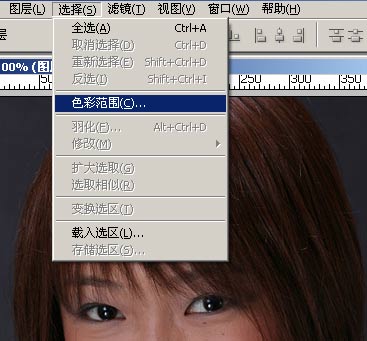 图层(L) 选择(S) 滤镜(T) 视图(V) 窗口(W) 帮助(H)
层
全选(A) Ctrl+A
取消选择(D) Ctrl+D
重新选择(E) Shift+Ctrl+D
反选(I) Shift+Ctrl+I
色彩范围(C)...
羽化(F)... Alt+Ctrl+D
修改(M)
扩大选取(G)
选取相似(R)
变换选区(T)
载入选区(L)...
存储选区(S)...
00% (图
250 300 350